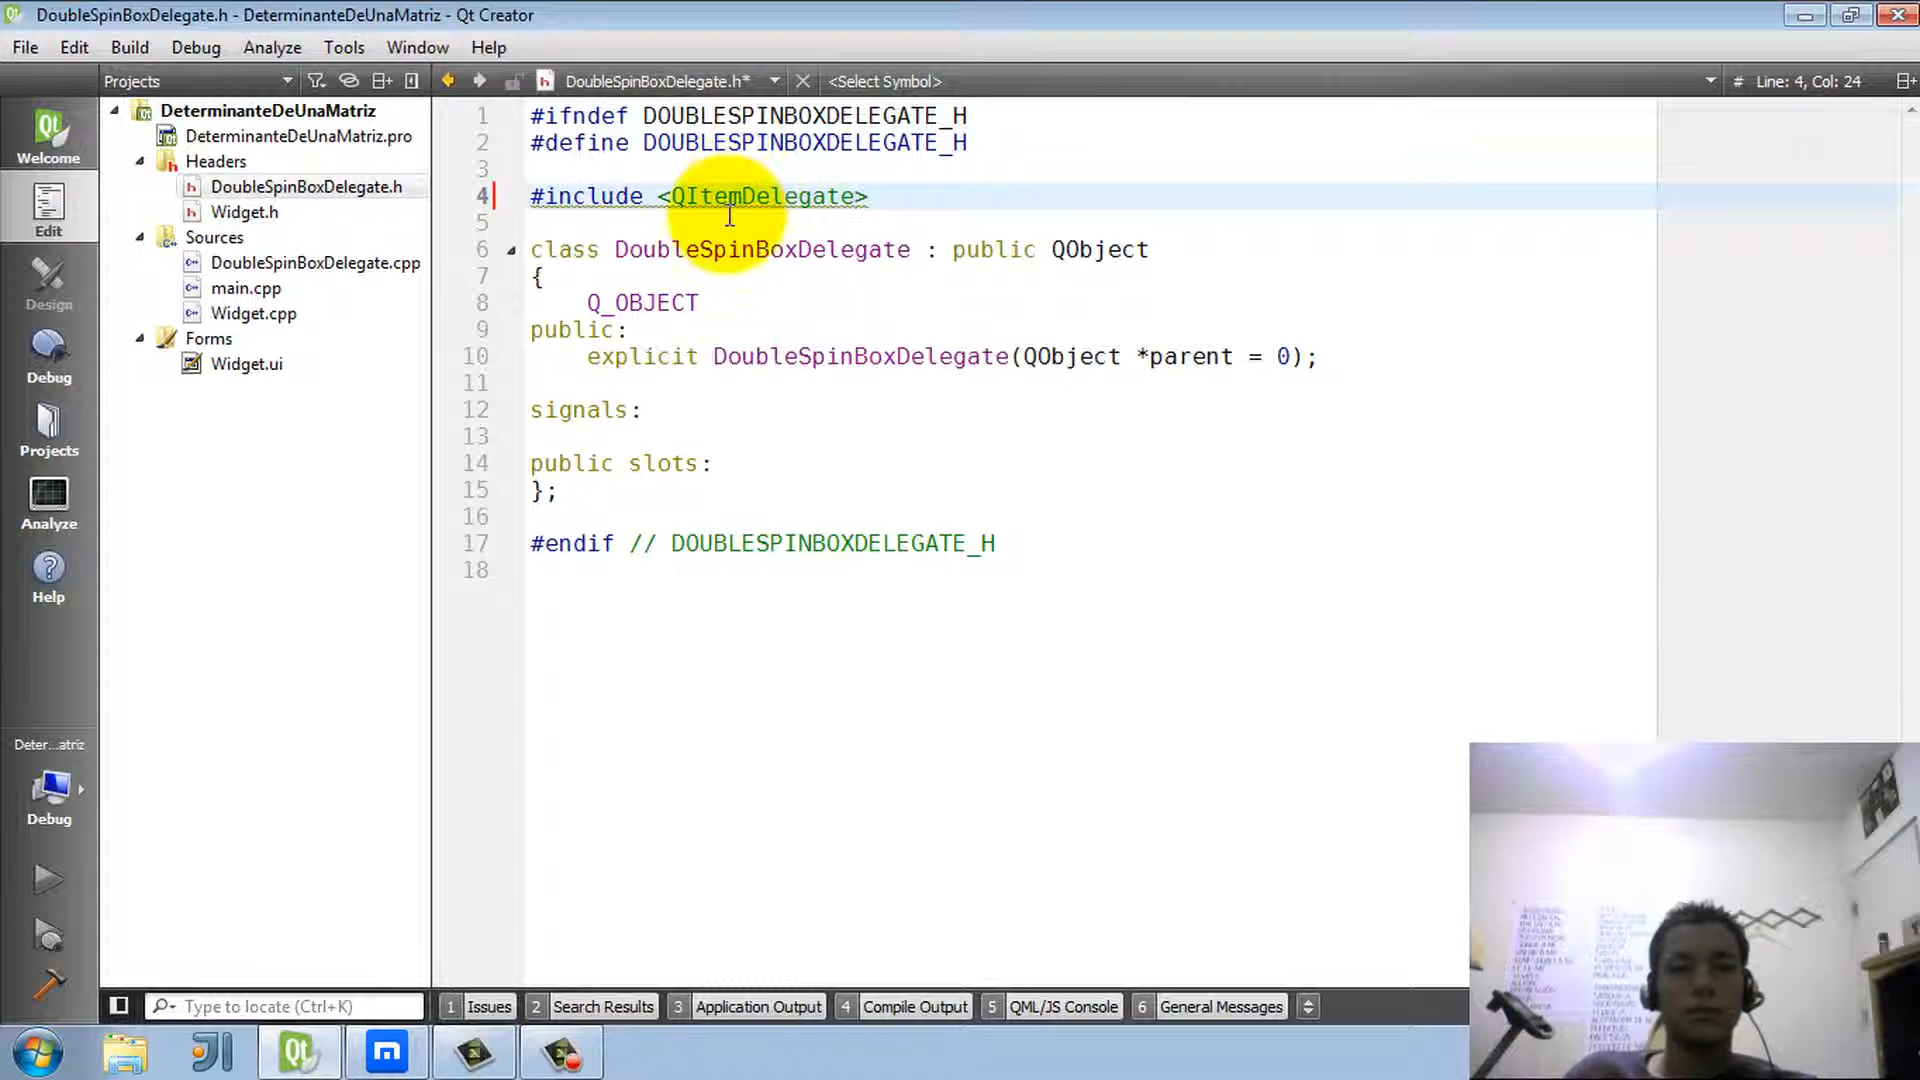 DoubleSpinBoxDelegate.h - DeterminanteDeUnaMatriz - Qt Creator
File Edit Build Debug Analyze Tools Window Help
Projects
DoubleSpinBoxDelegate.h*
<Select Symbol>
# Line: 4, Col: 24
Welcome
Edit
Design
Debug
Projects
Analyze
Help
Deter...atriz
Debug
DeterminanteDeUnaMatriz
DeterminanteDeUnaMatriz.pro
Headers
DoubleSpinBoxDelegate.h
Widget.h
Sources
DoubleSpinBoxDelegate.cpp
main.cpp
Widget.cpp
Forms
Widget.ui
1 #ifndef DOUBLESPINBOXDELEGATE_H
2 #define DOUBLESPINBOXDELEGATE_H
3
4 #include <QItemDelegate>
5
6 class DoubleSpinBoxDelegate : public QObject
7 {
8 Q_OBJECT
9 public:
10 explicit DoubleSpinBoxDelegate(QObject *parent = 0);
11
12 signals:
13
14 public slots:
15 };
16
17 #endif // DOUBLESPINBOXDELEGATE_H
18
Type to locate (Ctrl+K)
1 Issues 2 Search Results 3 Application Output 4 Compile Output 5 QML/JS Console 6 General Messages